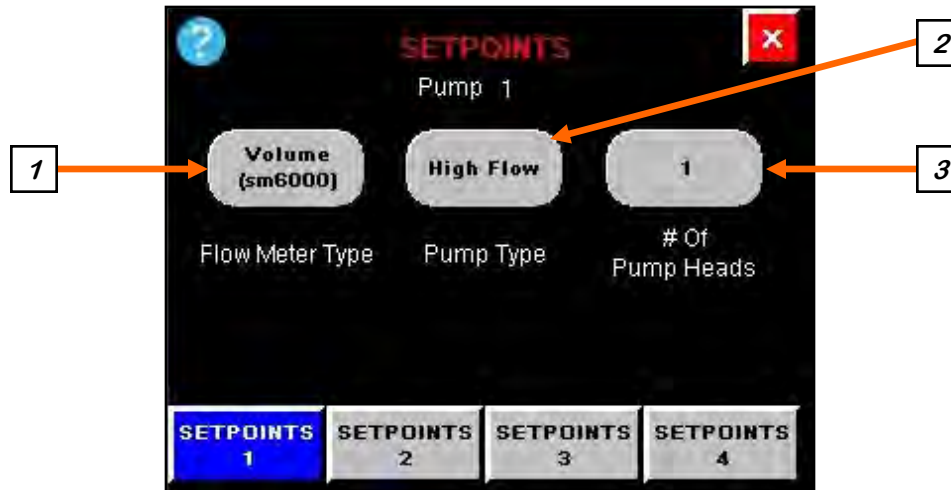 ?
SETPOINTS
X
2
Pump 1
1
Volume
(sm6000)
High Flow
1
3
Flow Meter Type
Pump Type
# Of
Pump Heads
SETPOINTS
1
SETPOINTS
2
SETPOINTS
3
SETPOINTS
4